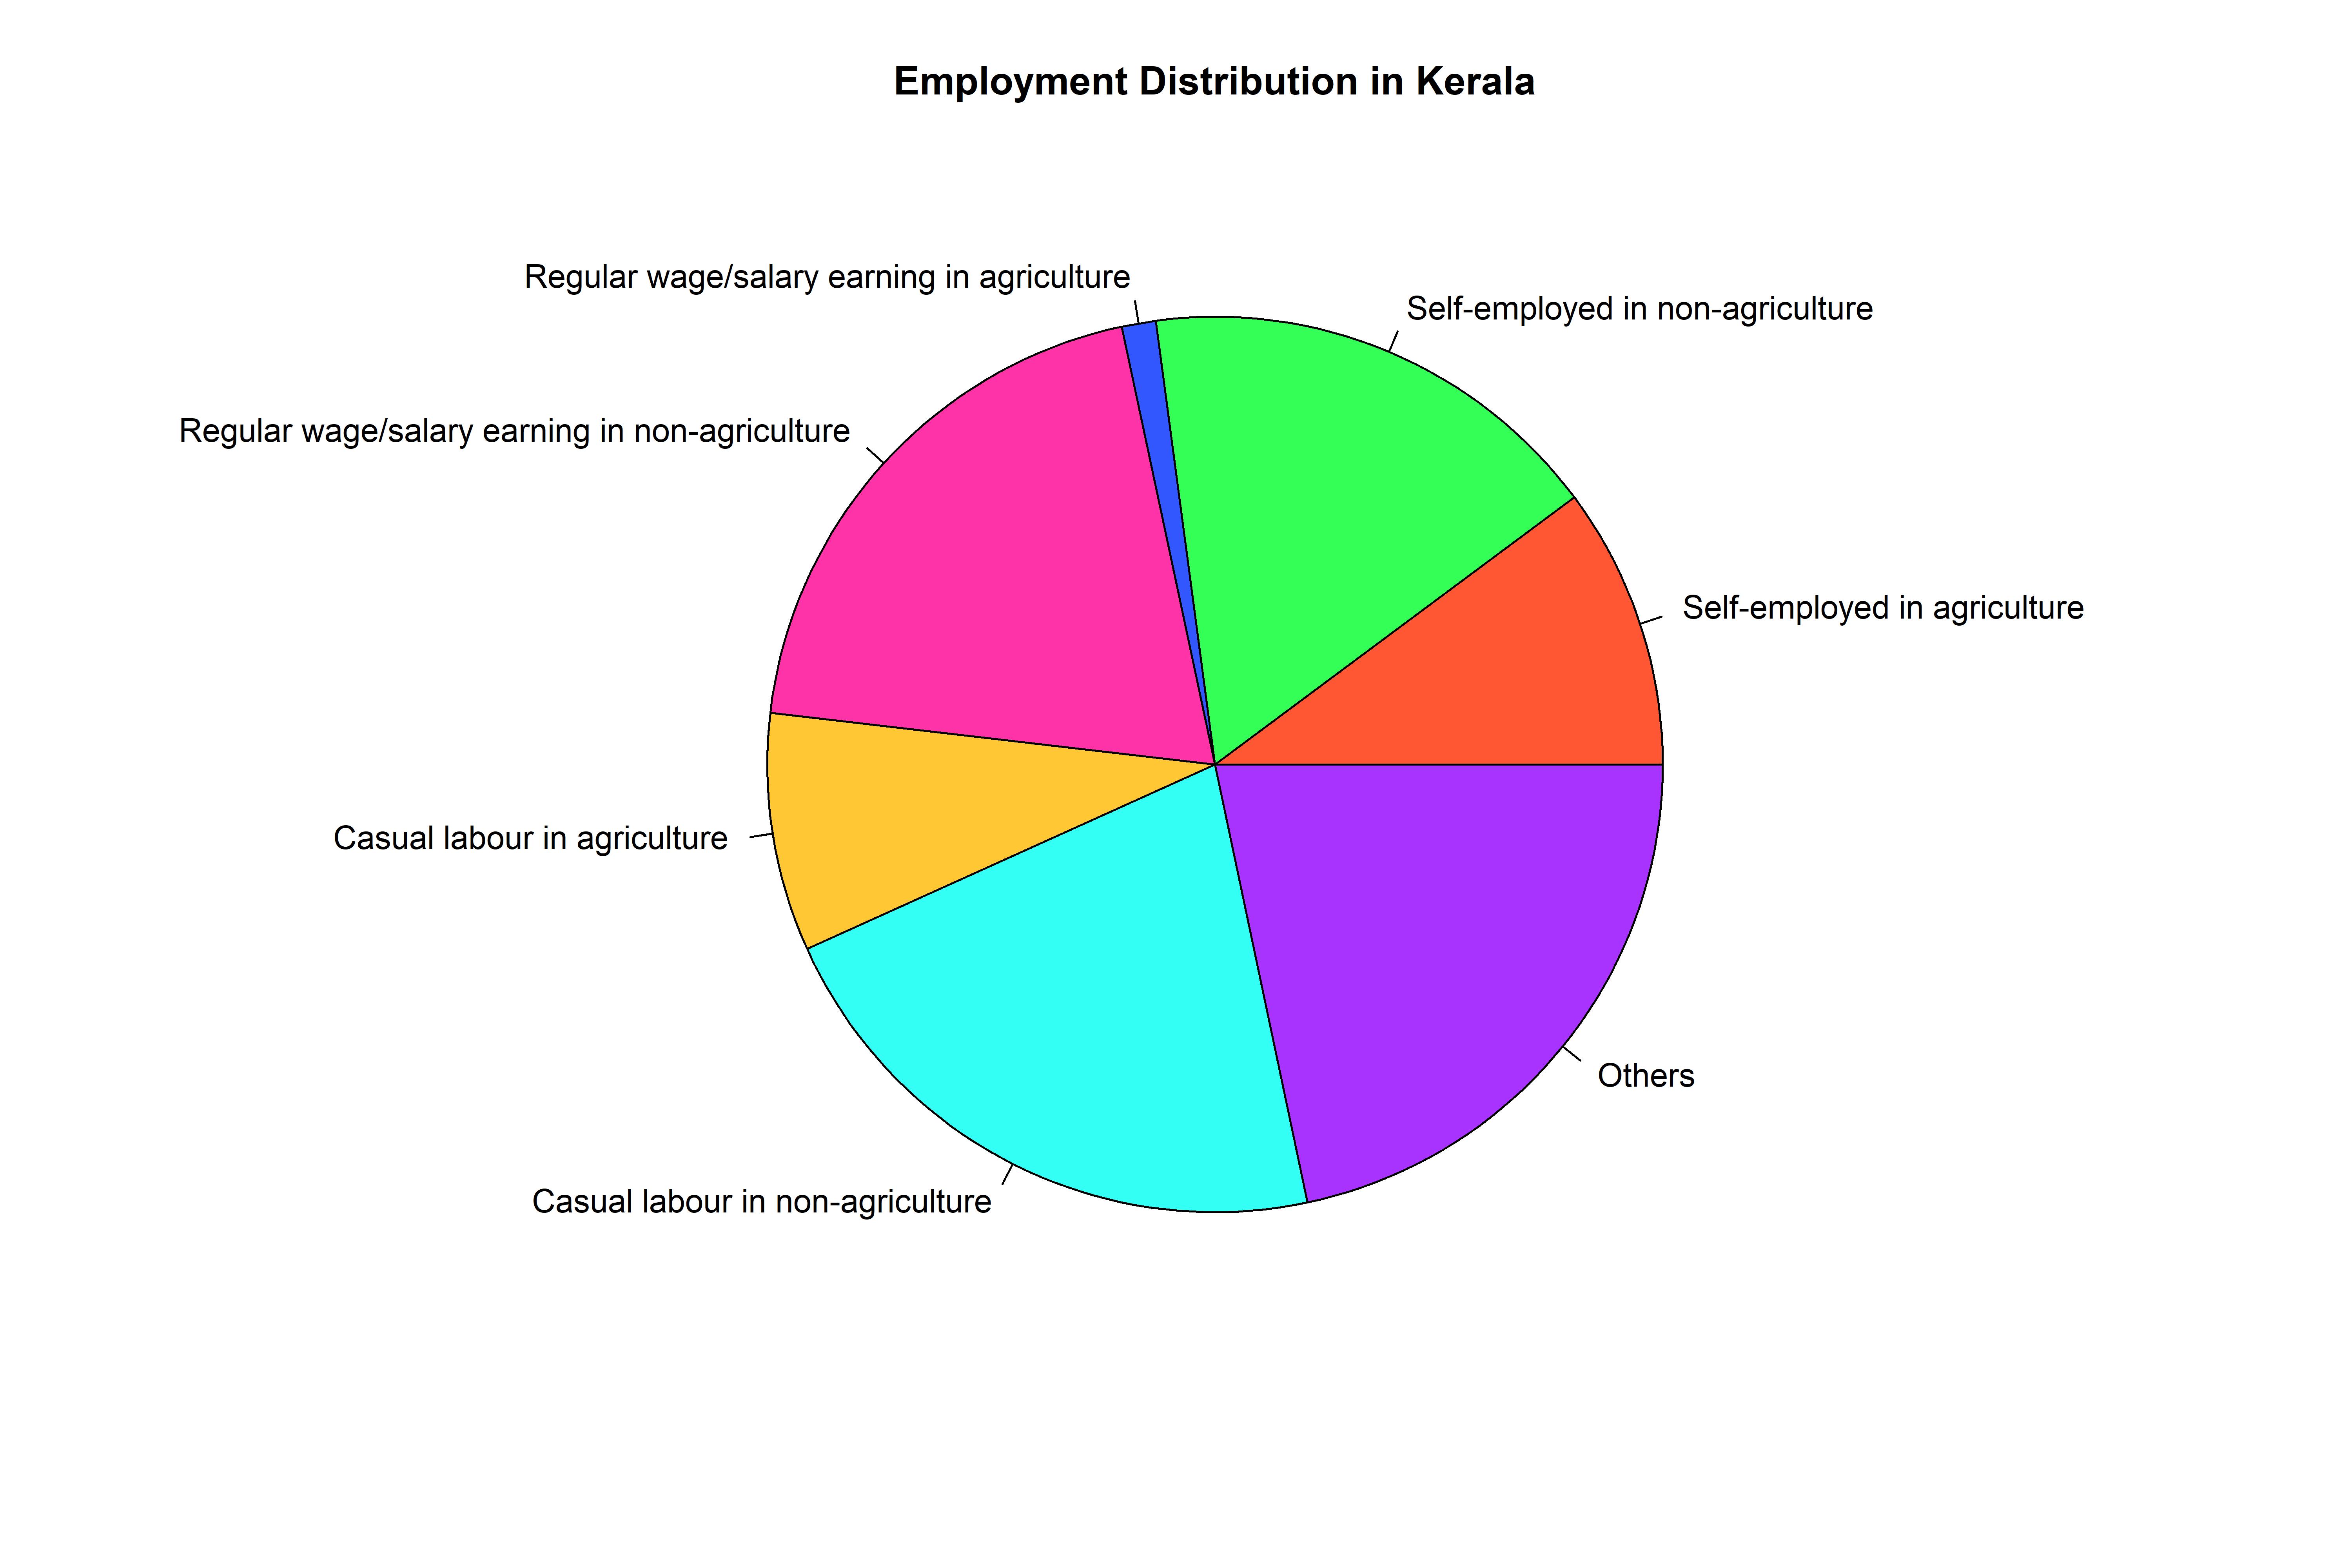 Employment Distribution in Kerala
Regular wage/salary earning in agriculture
Self-employed in non-agriculture
Regular wage/salary earning in non-agriculture
Self-employed in agriculture
Casual labour in agriculture
Others
Casual labour in non-agriculture